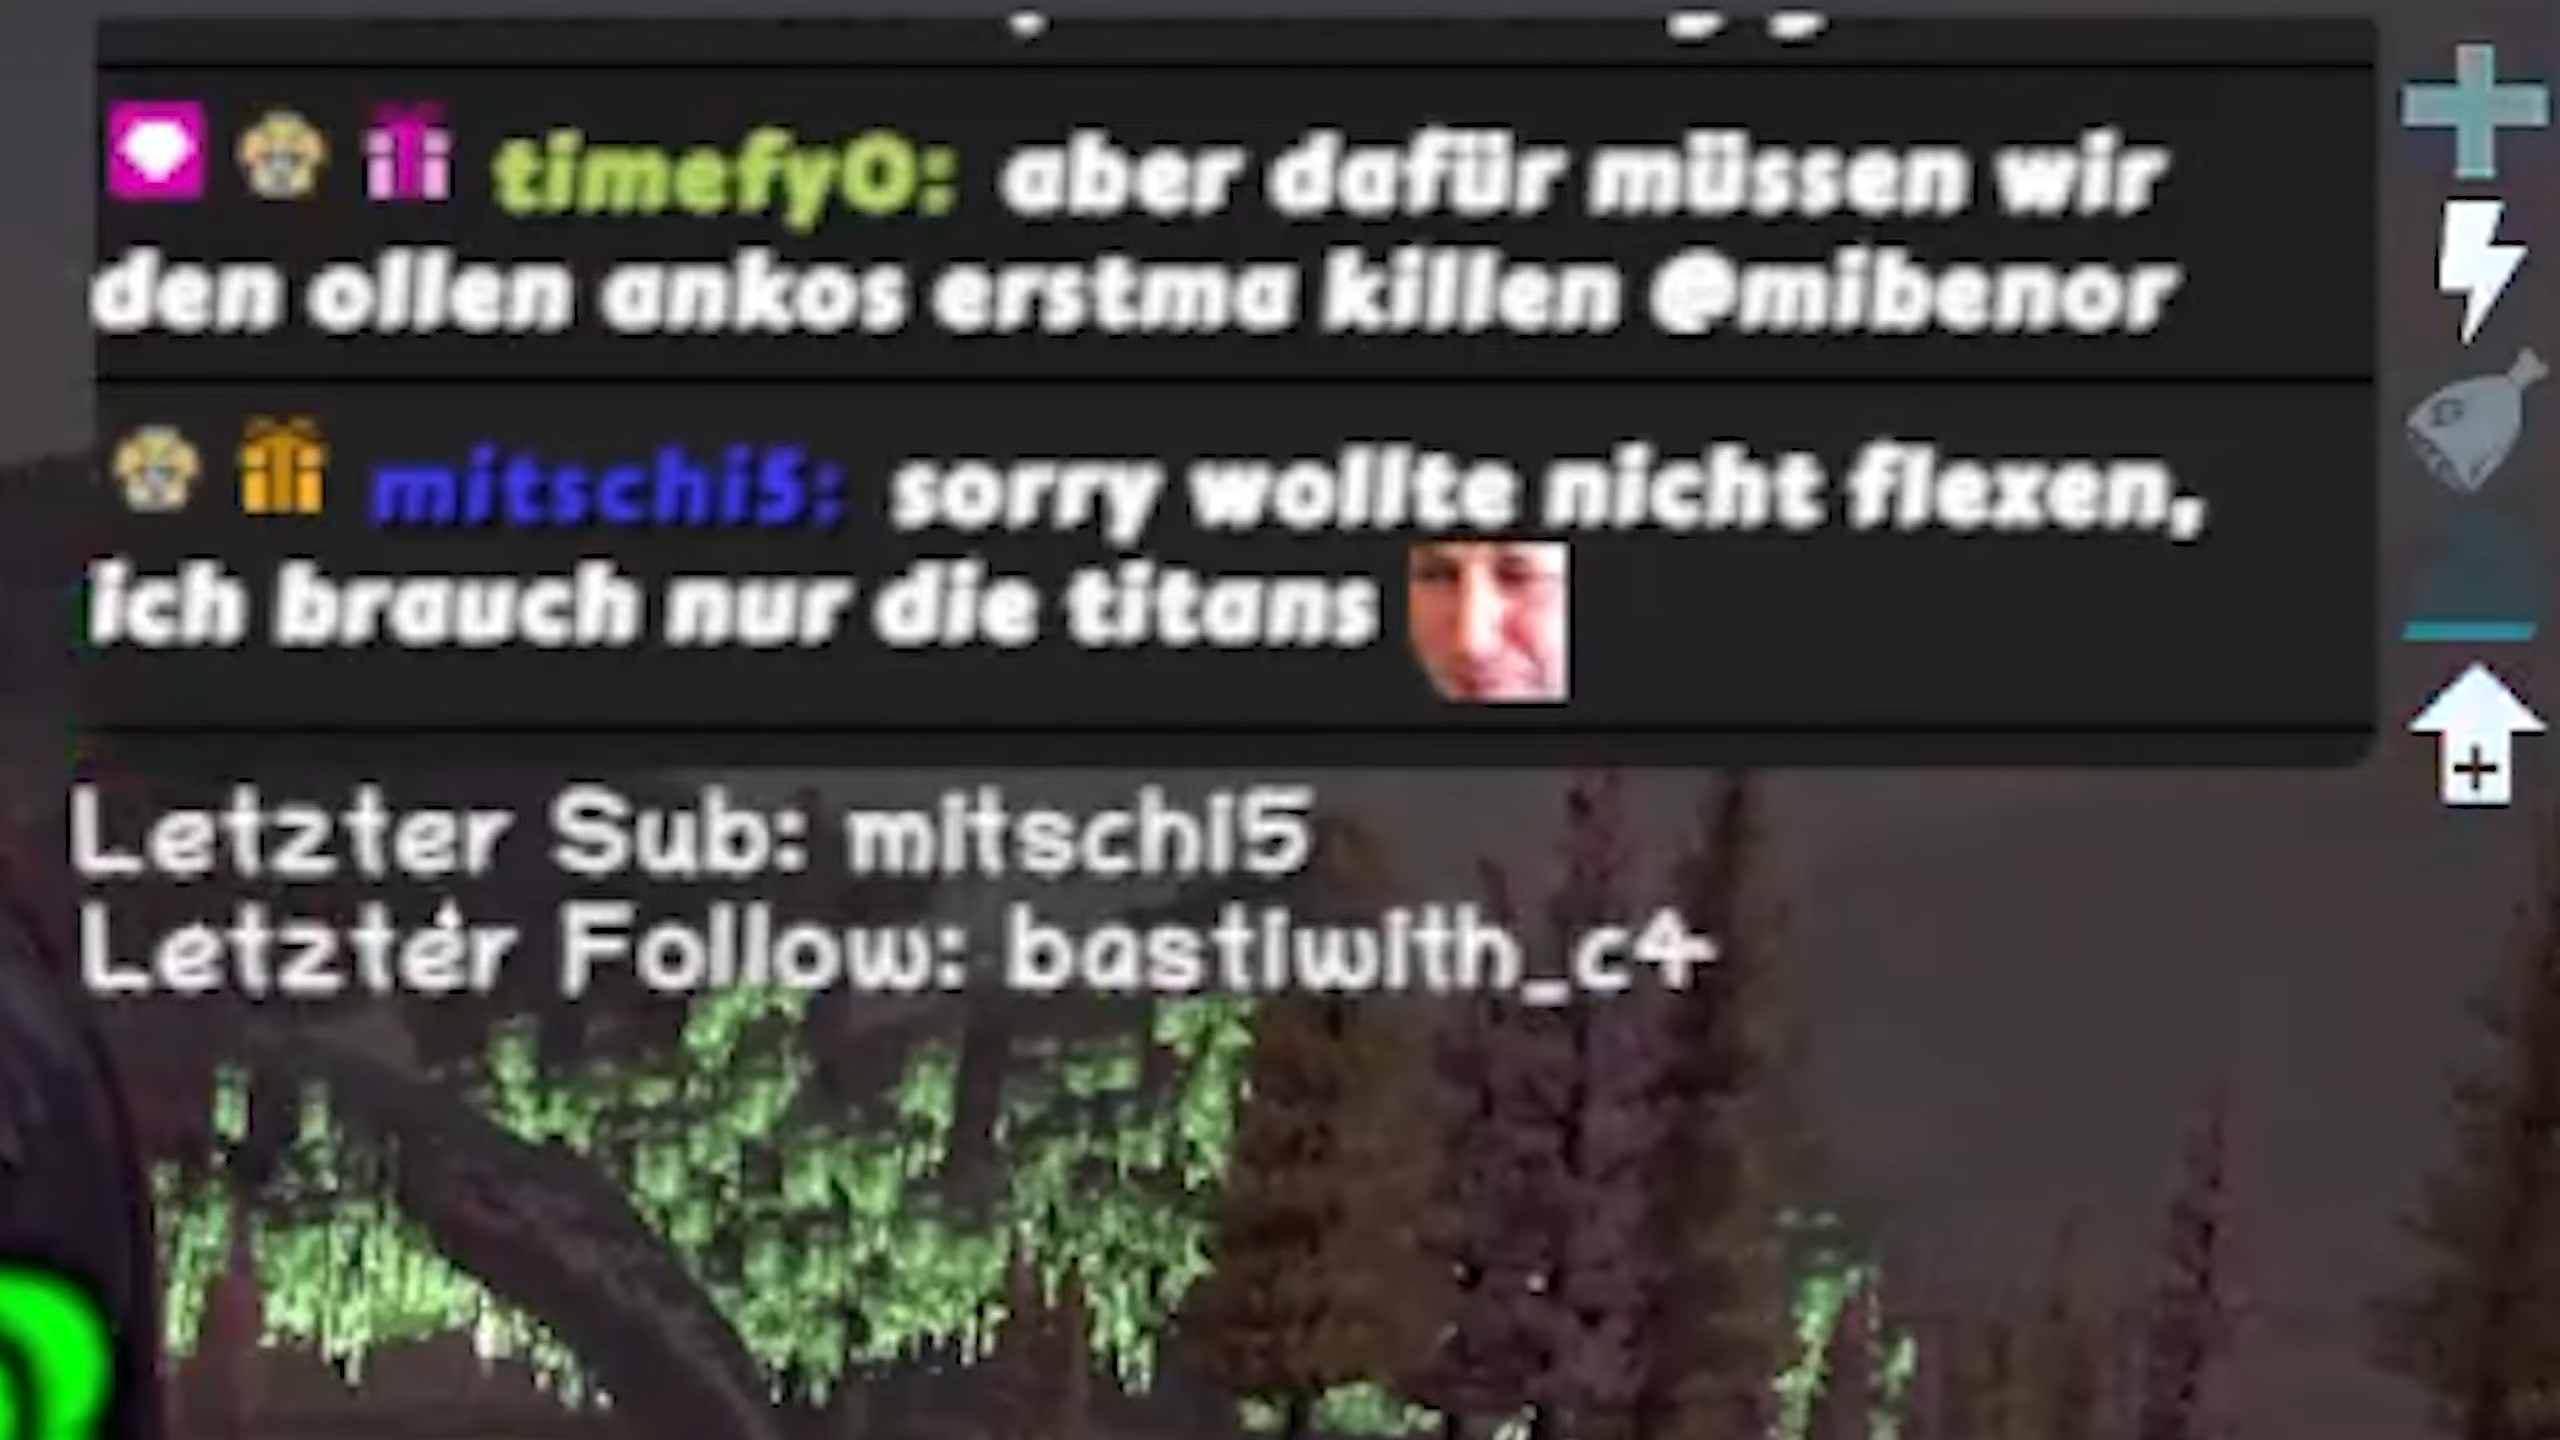 timefy0: aber dafür müssen wir
den ollen ankos erstma killen @mibenor
mitschi5: sorry wollte nicht flexen,
ich brauch nur die titans
Letzter Sub: mitschi5
Letzter Follow: bastiwith_c4